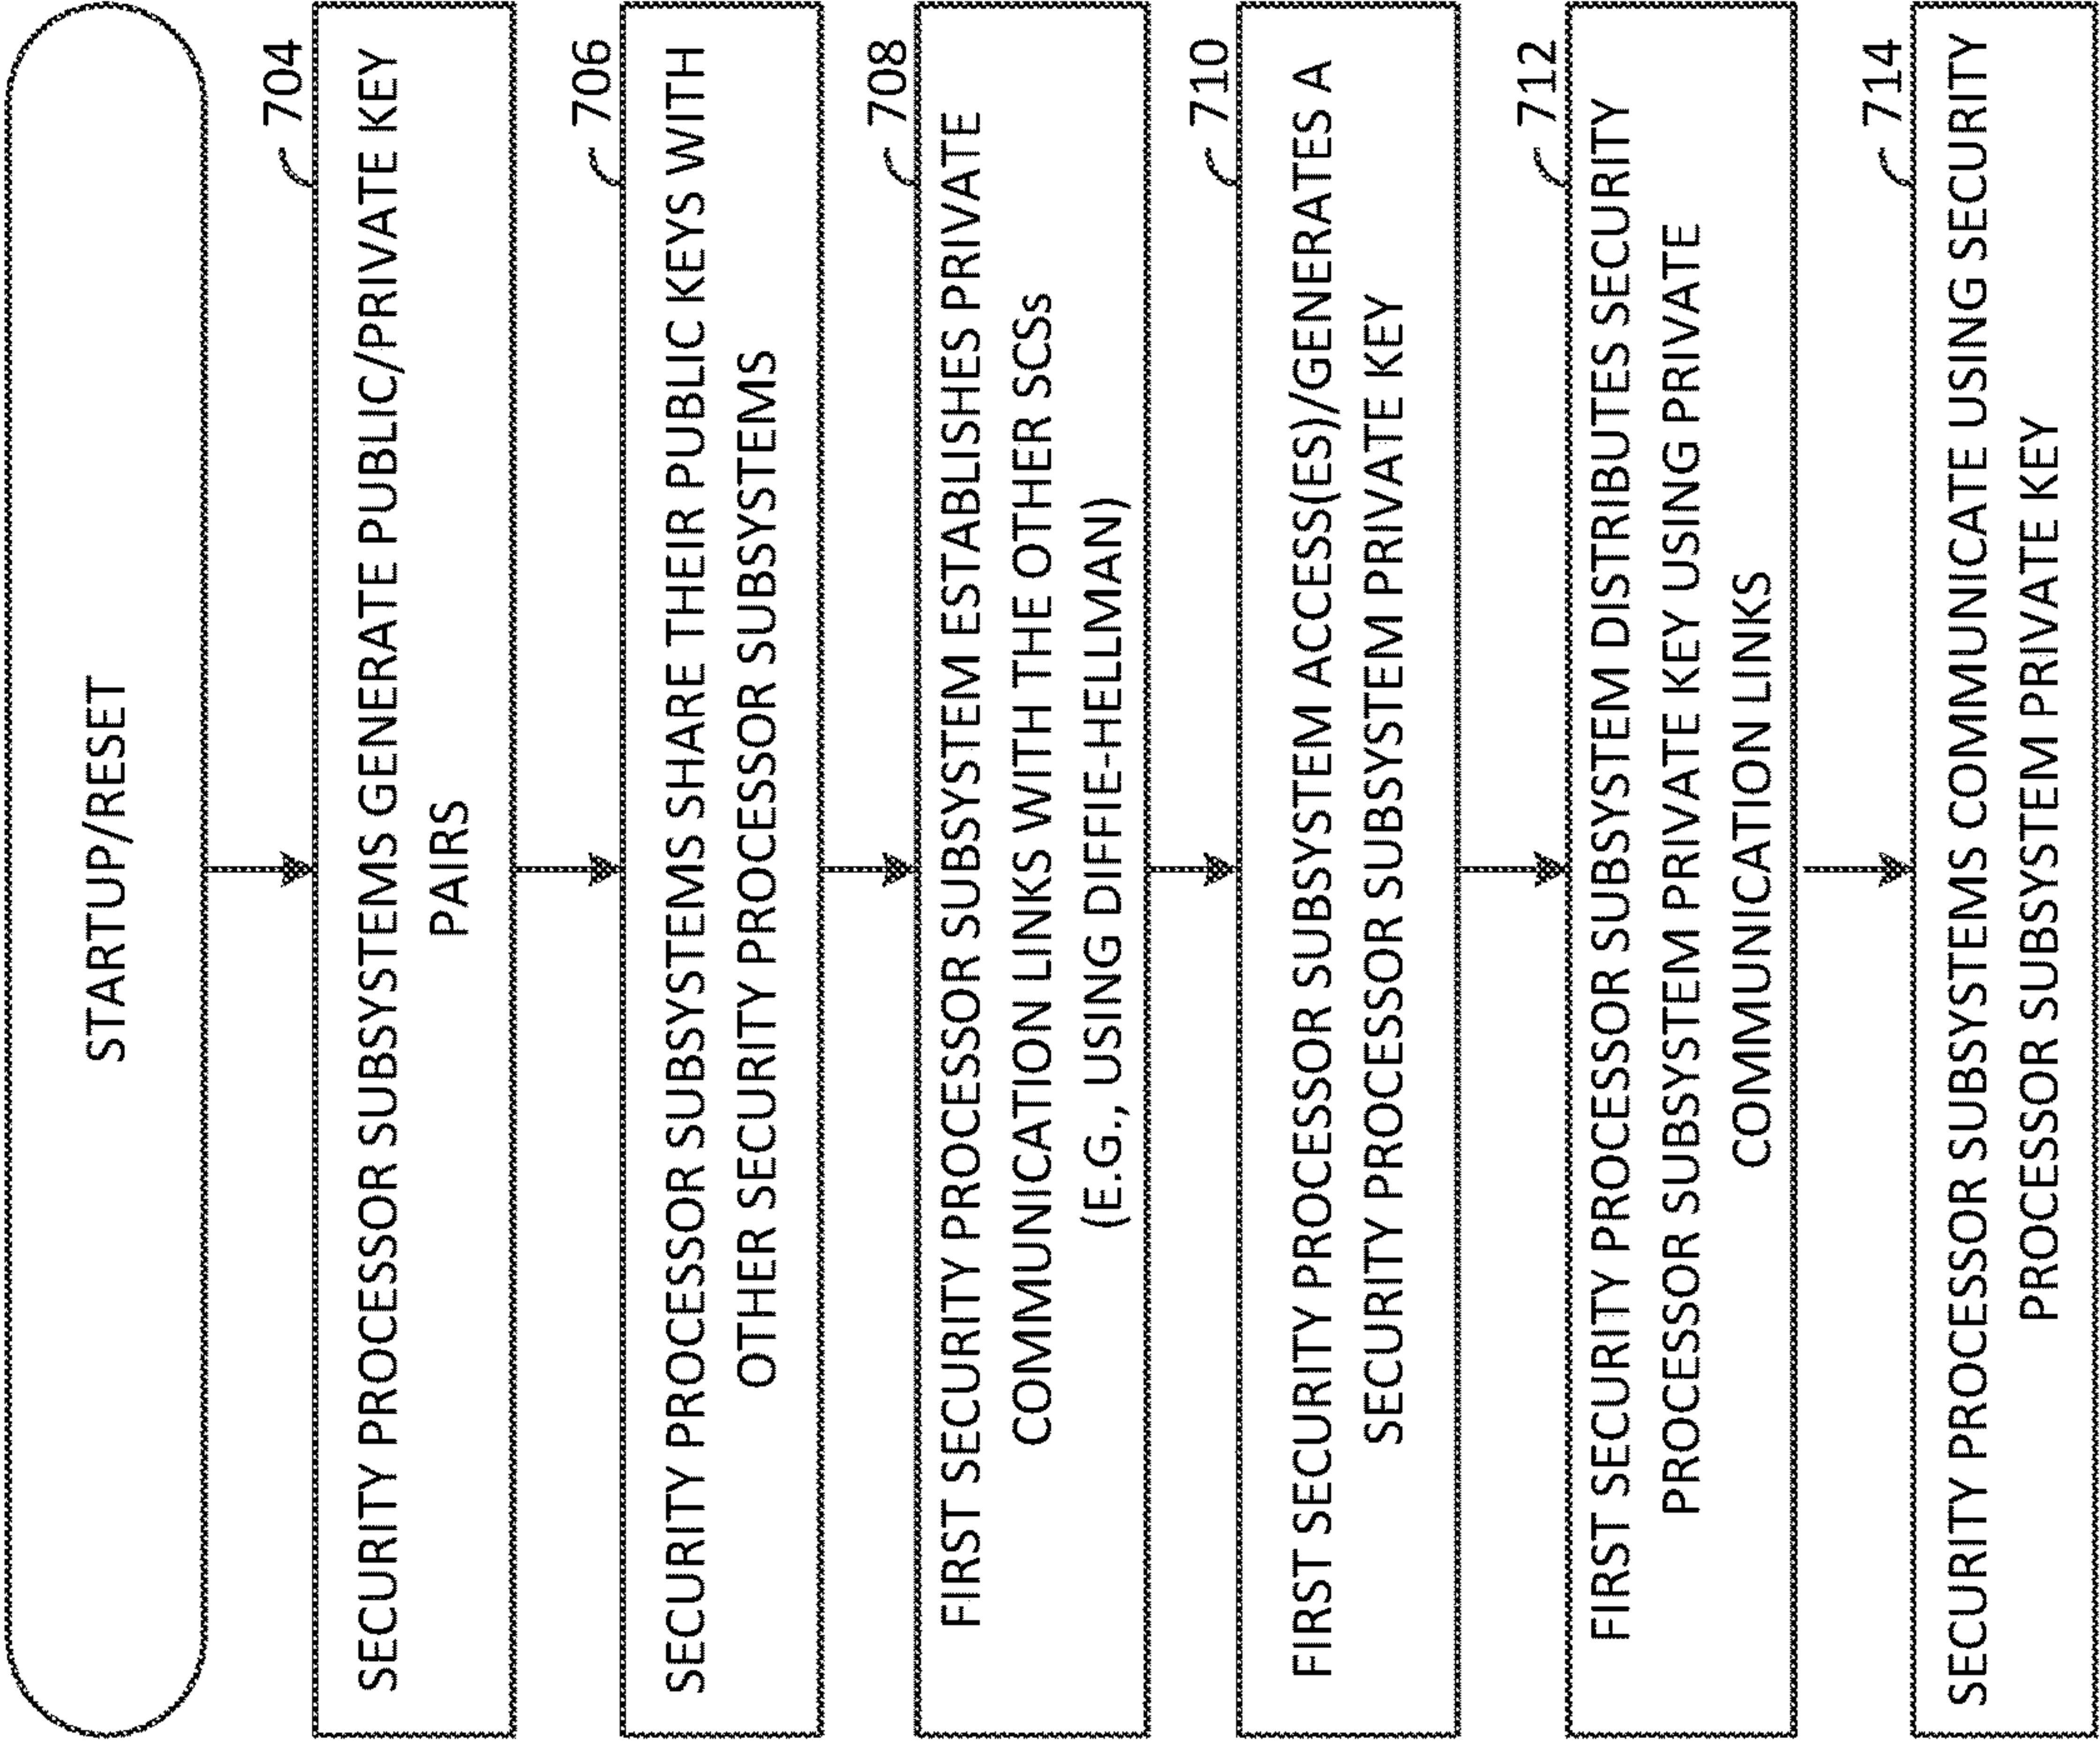 STARTUP/RESET
704
SECURITY PROCESSOR SUBSYSTEMS GENERATE PUBLIC/PRIVATE KEY
PAIRS
706
SECURITY PROCESSOR SUBSYSTEMS SHARE THEIR PUBLIC KEYS WITH
OTHER SECURITY PROCESSOR SUBSYSTEMS
708
FIRST SECURITY PROCESSOR SUBSYSTEM ESTABLISHES PRIVATE
COMMUNICATION LINKS WITH THE OTHER SCSs
(E.G., USING DIFFIE-HELLMAN)
710
FIRST SECURITY PROCESSOR SUBSYSTEM ACCESS(ES)/GENERATES A
SECURITY PROCESSOR SUBSYSTEM PRIVATE KEY
712
FIRST SECURITY PROCESSOR SUBSYSTEM DISTRIBUTES SECURITY
PROCESSOR SUBSYSTEM PRIVATE KEY USING PRIVATE
COMMUNICATION LINKS
714
SECURITY PROCESSOR SUBSYSTEMS COMMUNICATE USING SECURITY
PROCESSOR SUBSYSTEM PRIVATE KEY